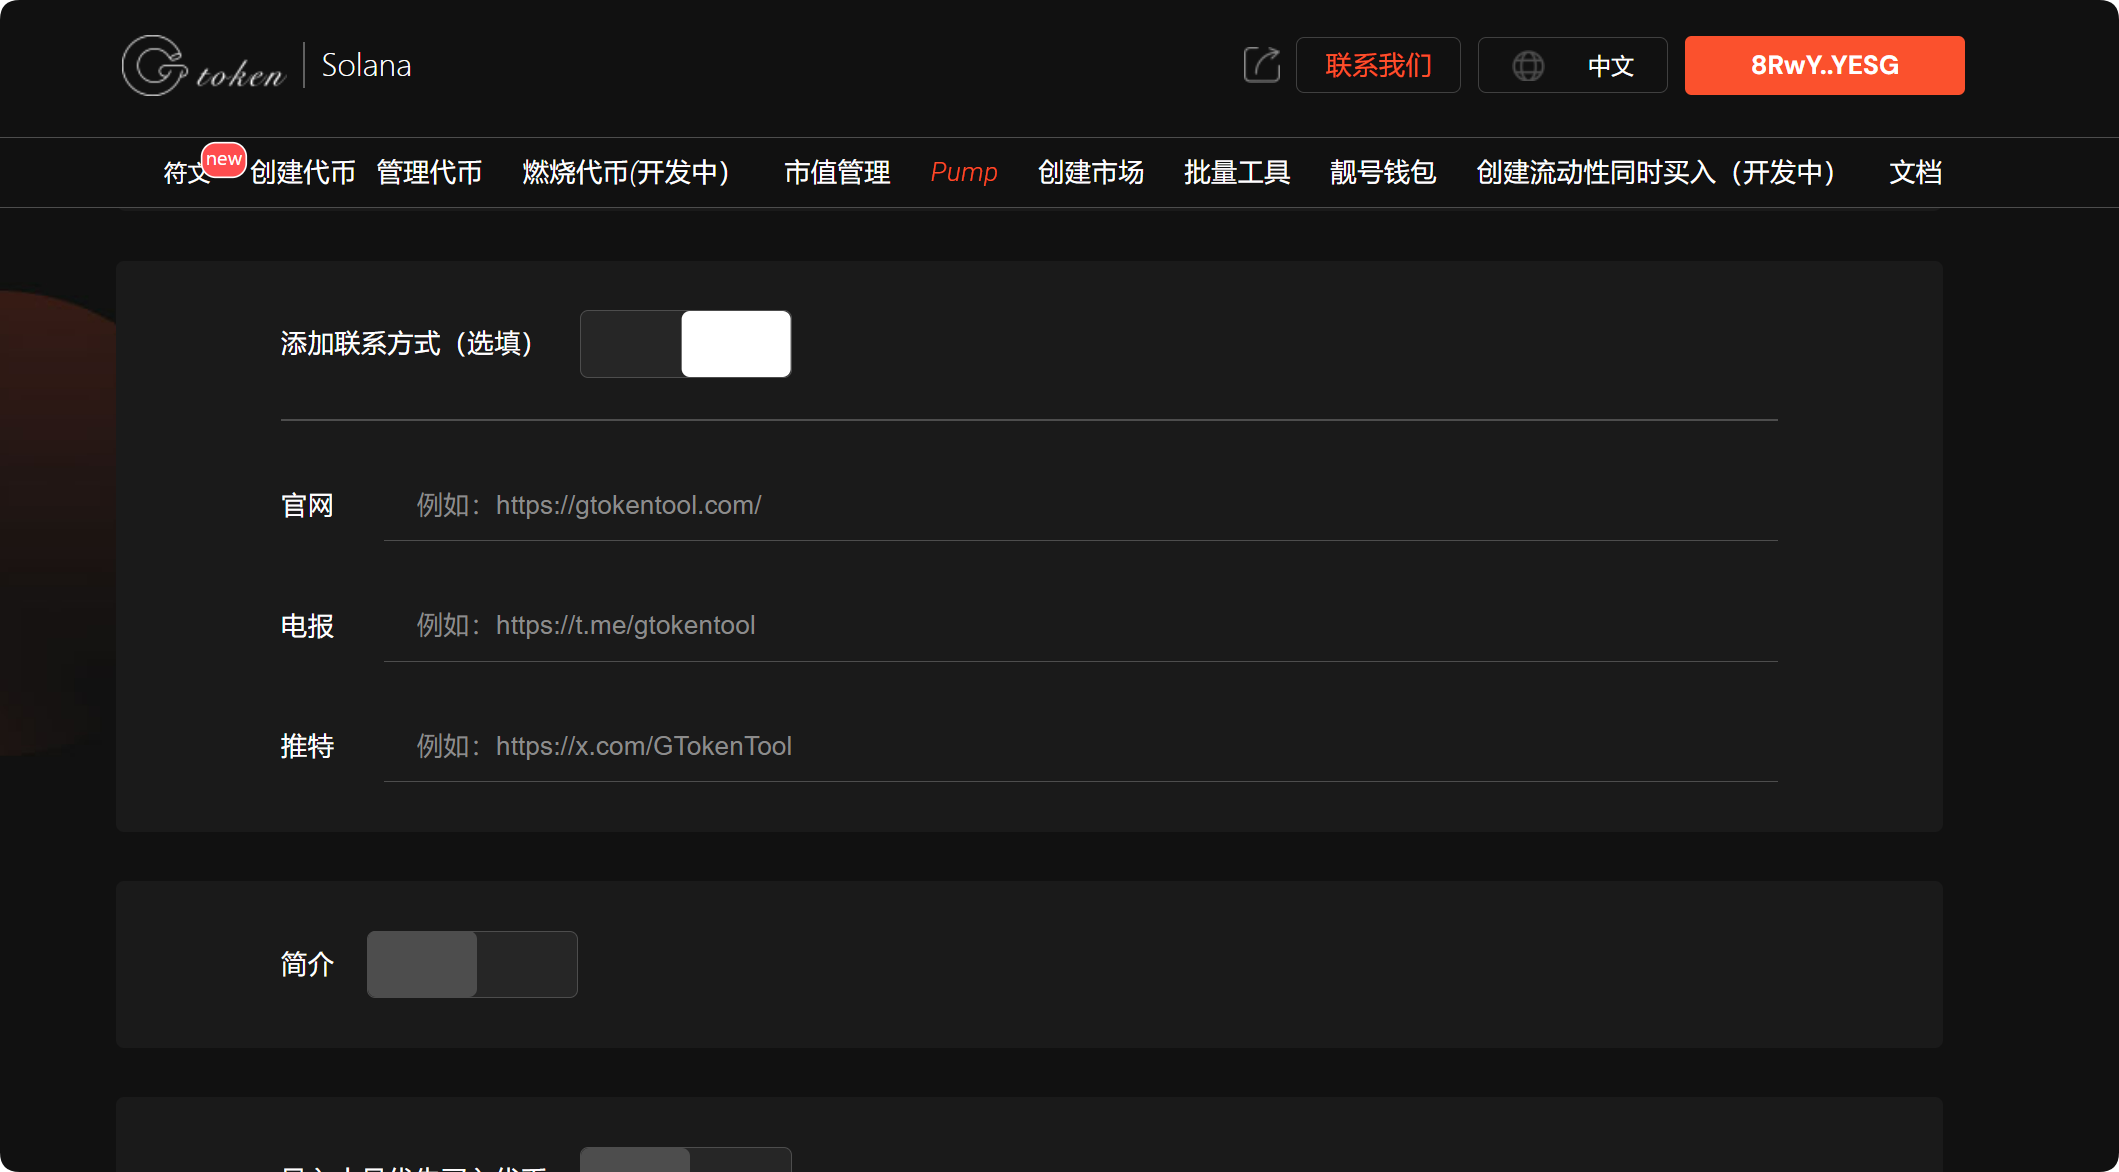 G token | Solana
联系我们
中文
8RwY..YESG
符文 new 创建代币 管理代币 燃烧代币(开发中） 市值管理 Pump 创建市场 批量工具 靓号钱包 创建流动性同时买入（开发中） 文档
添加联系方式（选填）
官网 例如：https://gtokentool.com/
电报 例如：https://t.me/gtokentool
推特 例如：https://x.com/GTokenTool
简介